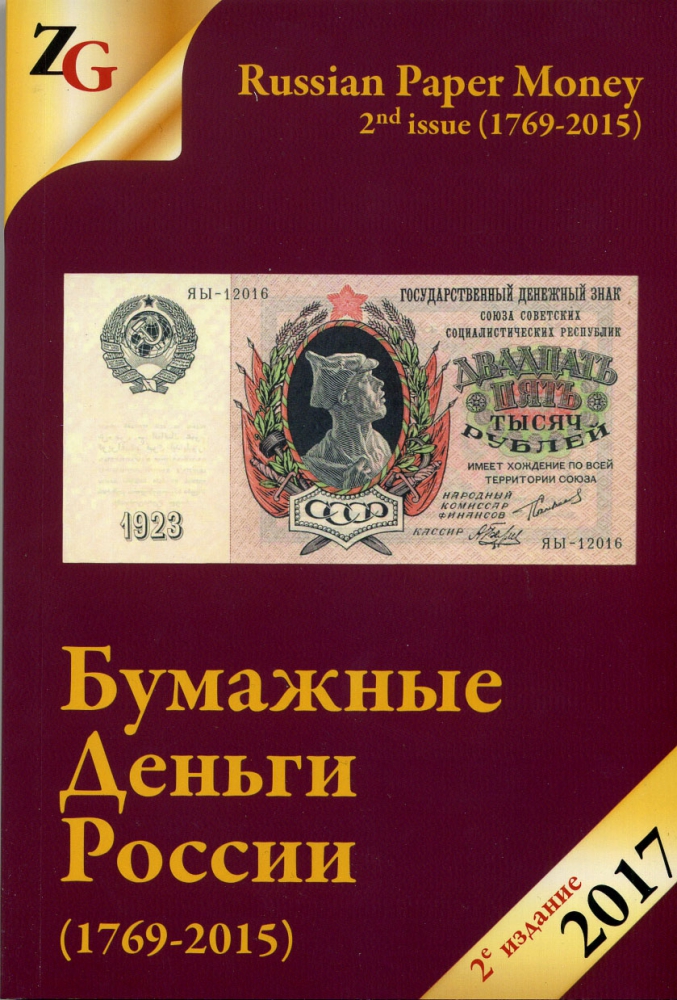 ZG
Russian Paper Money
2nd issue (1769-2015)
ЯЫ-12016
ГОСУДАРСТВЕННЫЙ ДЕНЕЖНЫЙ ЗНАК
СОЮЗА СОВЕТСКИХ
СОЦИАЛИСТИЧЕСКИХ РЕСПУБЛИК
ДВАДЦАТЬ
ПЯТЬ
ТЫСЯЧ
РУБЛЕЙ
ИМЕЕТ ХОЖДЕНИЕ ПО ВСЕЙ
ТЕРРИТОРИИ СОЮЗА
НАРОДНЫЙ
КОМИССАР
ФИНАНСОВ
КАССИР
ЯЫ-12016
1923
СССР
Бумажные
Деньги
России
(1769-2015)
2е издание
2017